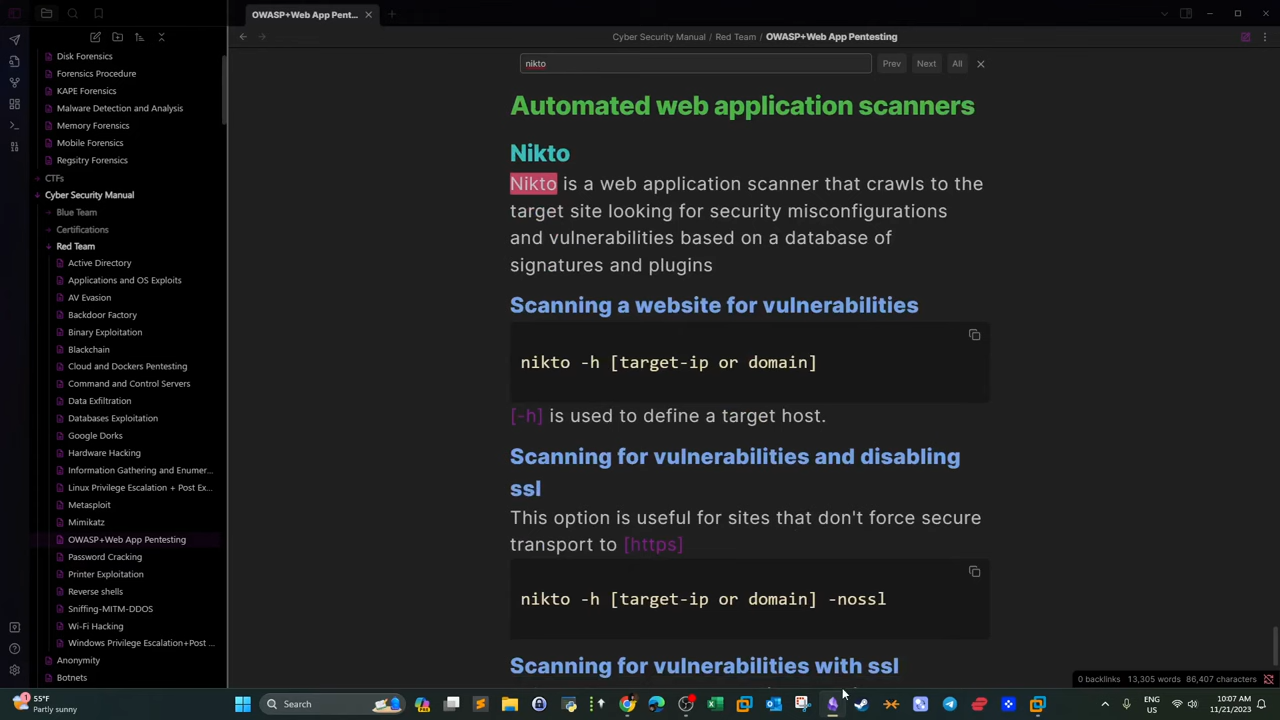 OWASP+Web App Pent...
Cyber Security Manual / Red Team / OWASP+Web App Pentesting
Disk Forensics
Forensics Procedure
KAPE Forensics
Malware Detection and Analysis
Memory Forensics
Mobile Forensics
Regsitry Forensics
CTFs
Cyber Security Manual
Blue Team
Certifications
Red Team
Active Directory
Applications and OS Exploits
AV Evasion
Backdoor Factory
Binary Exploitation
Blackchain
Cloud and Dockers Pentesting
Command and Control Servers
Data Exfiltration
Databases Exploitation
Google Dorks
Hardware Hacking
Information Gathering and Enumer...
Linux Privilege Escalation + Post Ex...
Metasploit
Mimikatz
OWASP+Web App Pentesting
Password Cracking
Printer Exploitation
Reverse shells
Sniffing-MITM-DDOS
Wi-Fi Hacking
Windows Privilege Escalation+Post ...
Anonymity
Botnets
nikto
Prev Next All
Automated web application scanners
Nikto
Nikto is a web application scanner that crawls to the
target site looking for security misconfigurations
and vulnerabilities based on a database of
signatures and plugins
Scanning a website for vulnerabilities
nikto -h [target-ip or domain]
[-h] is used to define a target host.
Scanning for vulnerabilities and disabling
ssl
This option is useful for sites that don't force secure
transport to [https]
nikto -h [target-ip or domain] -nossl
Scanning for vulnerabilities with ssl
0 backlinks 13,305 words 86,407 characters
1
55°F
Partly sunny
Search
ENG
US
10:07 AM
11/21/2023